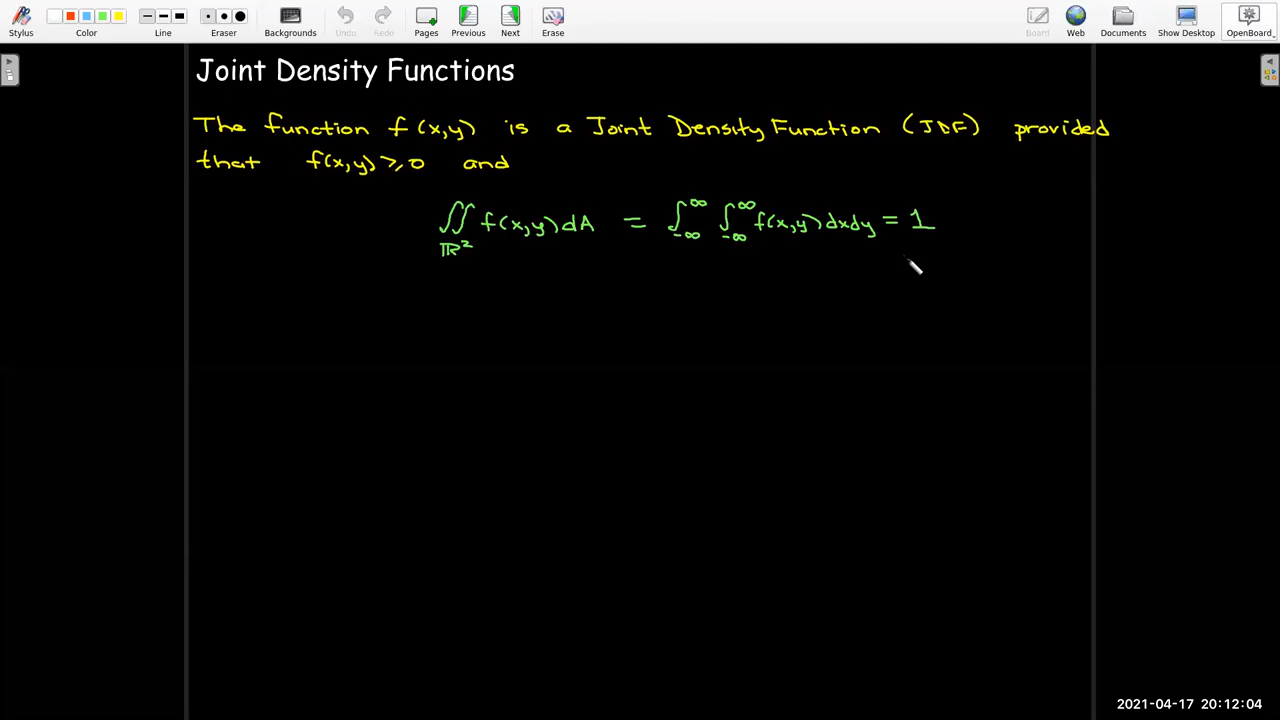 Stylus Color Line Eraser Backgrounds Undo Redo Pages Previous Next Erase Board Web Documents Show Desktop OpenBoard
Joint Density Functions
The function f(x,y) is a Joint Density Function (JDF) provided
that f(x,y) ≥ 0 and
∬_{ℝ²} f(x,y) dA = ∫_{-∞}^{∞} ∫_{-∞}^{∞} f(x,y) dx dy = 1
2021-04-17 20:12:04